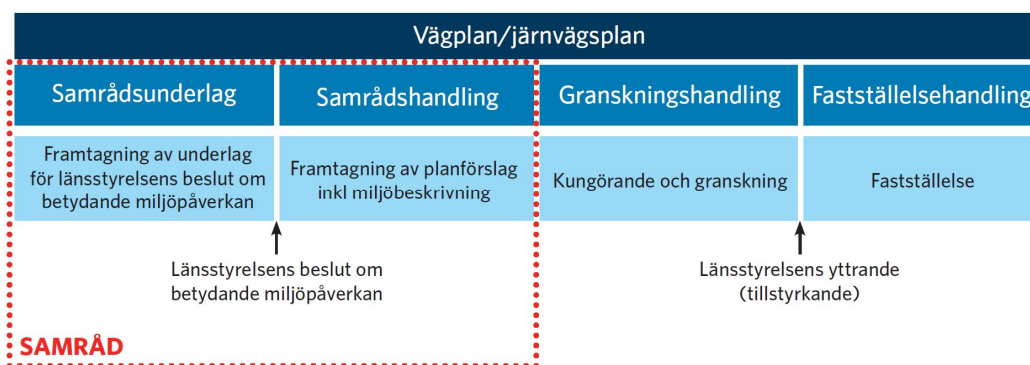 Vägplan/järnvägsplan
Samrådsunderlag
Samrådshandling
Granskningshandling
Fastställelsehandling
Framtagning av underlag
för länsstyrelsens beslut om
betydande miljöpåverkan
Framtagning av planförslag
inkl miljöbeskrivning
Kungörande och granskning
Fastställelse
Länsstyrelsens beslut om
betydande miljöpåverkan
Länsstyrelsens yttrande
(tillstyrkande)
SAMRÅD